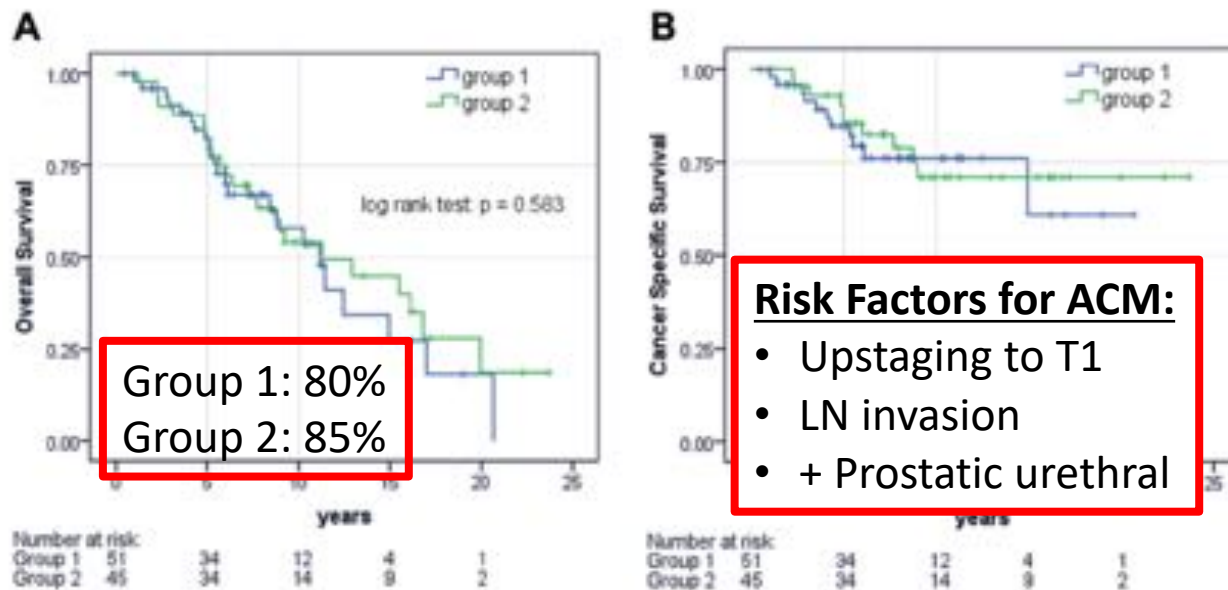 A
Overall Survival
1.00
0.75
0.50
0.25
0.00
group 1
group 2
log rank test: p = 0.583
Group 1: 80%
Group 2: 85%
0 5 10 15 20 25
years
Number at risk:
Group 1 51 34 12 4 1
Group 2 45 34 14 9 2
B
Cancer Specific Survival
1.00
0.75
0.50
0.25
0.00
group 1
group 2
Risk Factors for ACM:
• Upstaging to T1
• LN invasion
• + Prostatic urethral
25
years
Number at risk:
Group 1 51 34 12 4 1
Group 2 45 34 14 9 2